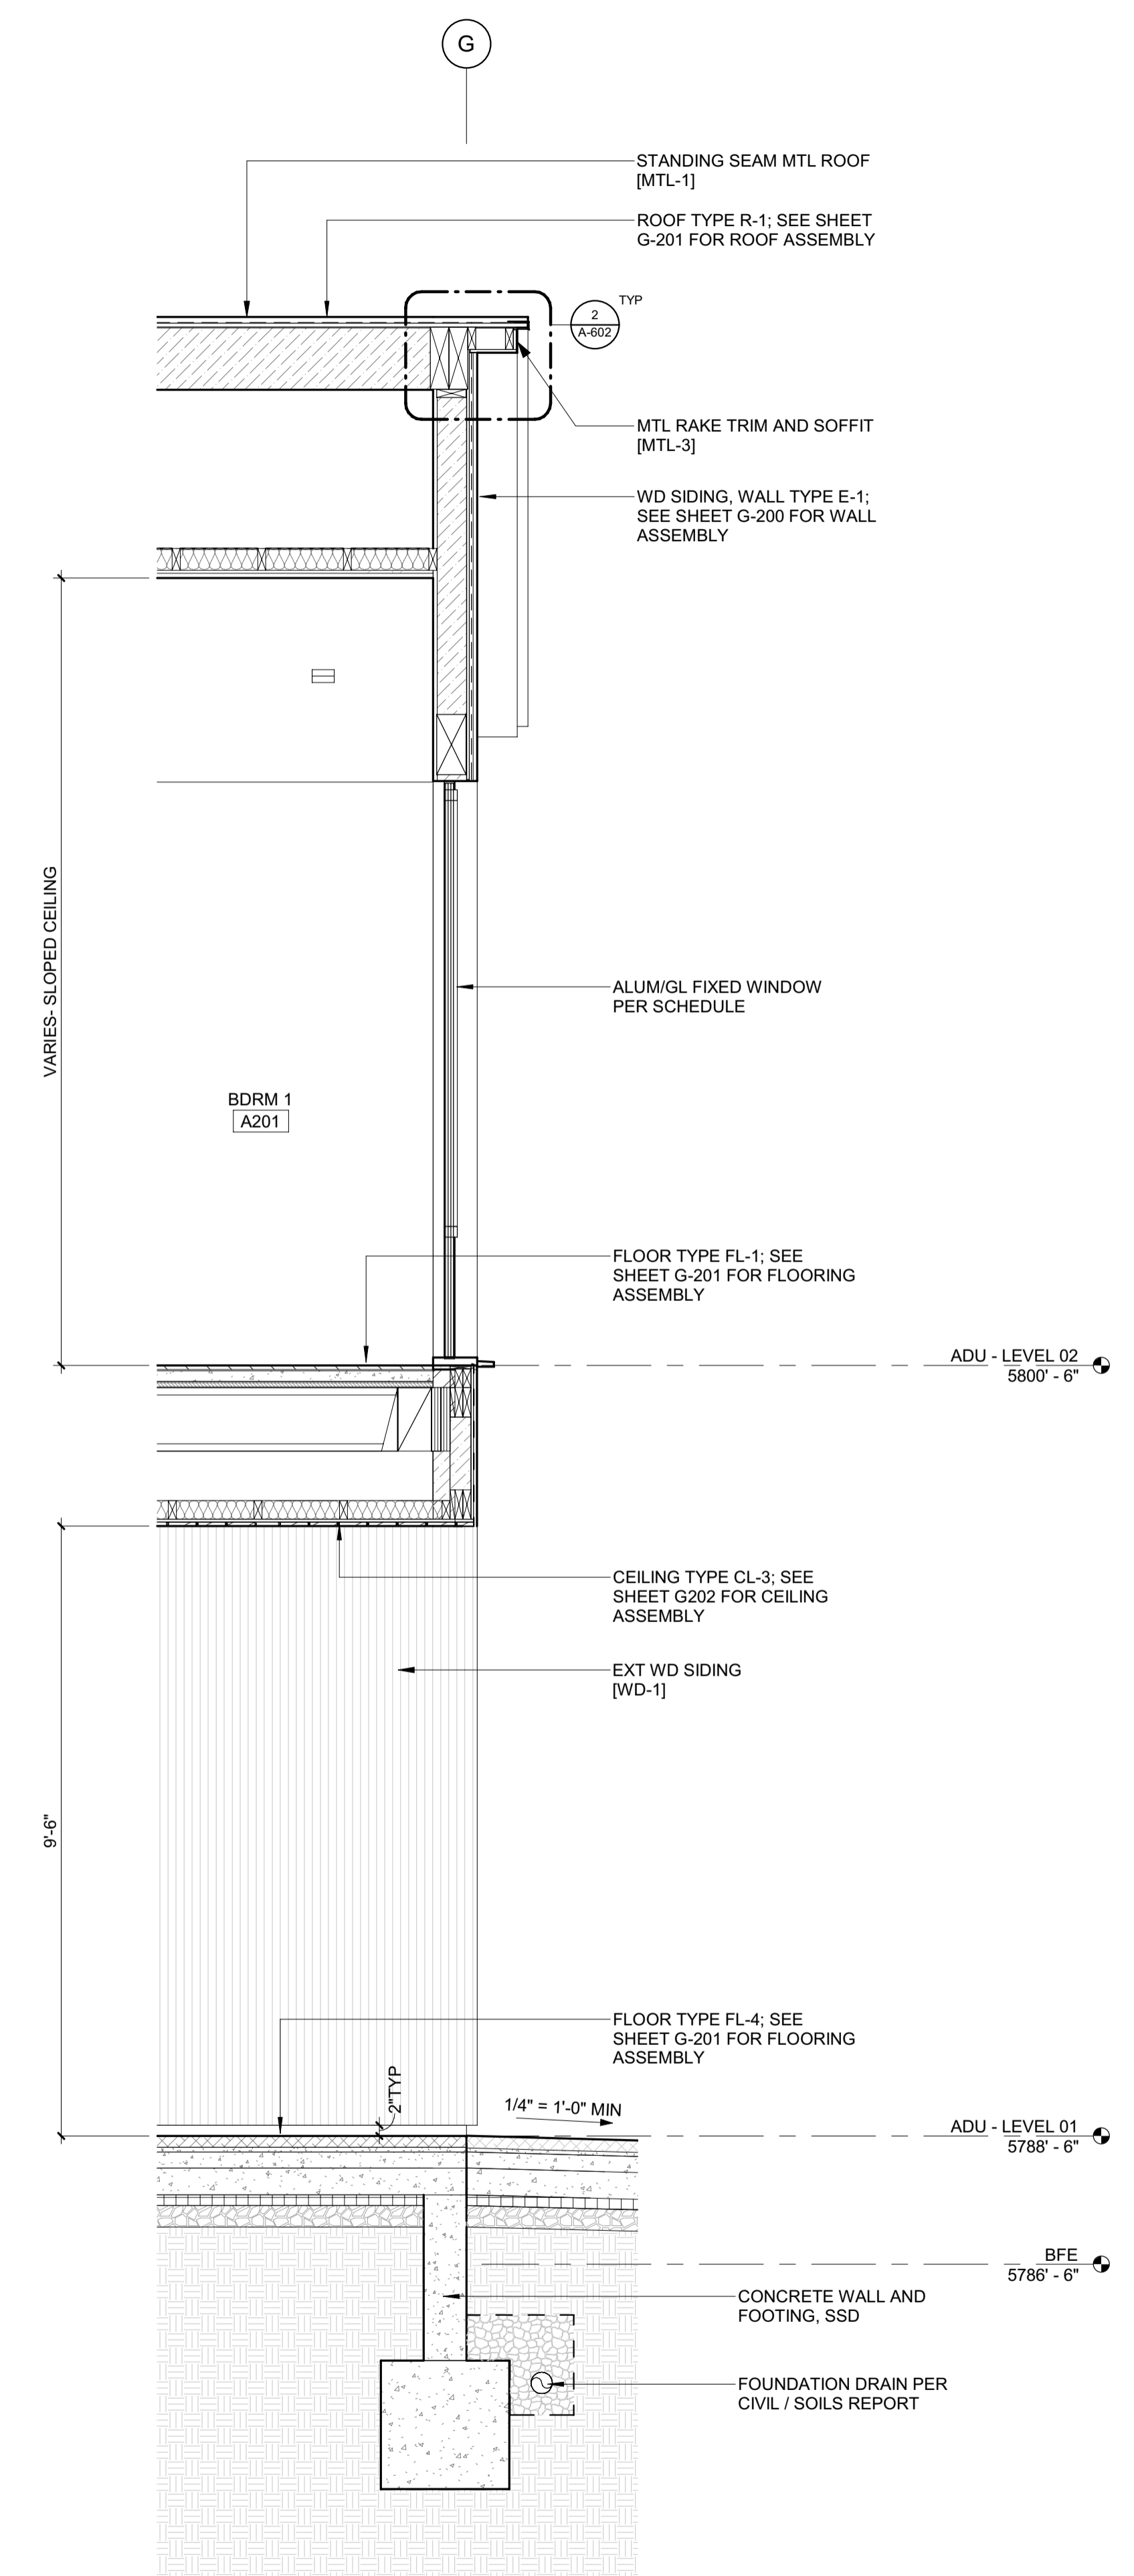 G
STANDING SEAM MTL ROOF
[MTL-1]
ROOF TYPE R-1; SEE SHEET
G-201 FOR ROOF ASSEMBLY
TYP
2
A-602
MTL RAKE TRIM AND SOFFIT
[MTL-3]
WD SIDING, WALL TYPE E-1;
SEE SHEET G-200 FOR WALL
ASSEMBLY
VARIES- SLOPED CEILING
ALUM/GL FIXED WINDOW
PER SCHEDULE
BDRM 1
A201
FLOOR TYPE FL-1; SEE
SHEET G-201 FOR FLOORING
ASSEMBLY
ADU - LEVEL 02
5800' - 6"
CEILING TYPE CL-3; SEE
SHEET G202 FOR CEILING
ASSEMBLY
EXT WD SIDING
[WD-1]
9'-6"
FLOOR TYPE FL-4; SEE
SHEET G-201 FOR FLOORING
ASSEMBLY
2"TYP
1/4" = 1'-0" MIN
ADU - LEVEL 01
5788' - 6"
BFE
5786' - 6"
CONCRETE WALL AND
FOOTING, SSD
FOUNDATION DRAIN PER
CIVIL / SOILS REPORT